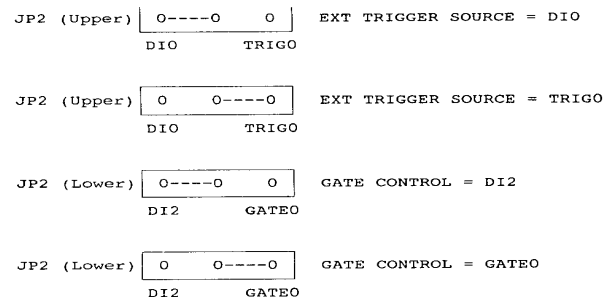 JP2 (Upper) O----O O EXT TRIGGER SOURCE = DI0
DI0 TRIG0
JP2 (Upper) O O----O EXT TRIGGER SOURCE = TRIG0
DI0 TRIG0
JP2 (Lower) O----O O GATE CONTROL = DI2
DI2 GATE0
JP2 (Lower) O O----O GATE CONTROL = GATE0
DI2 GATE0